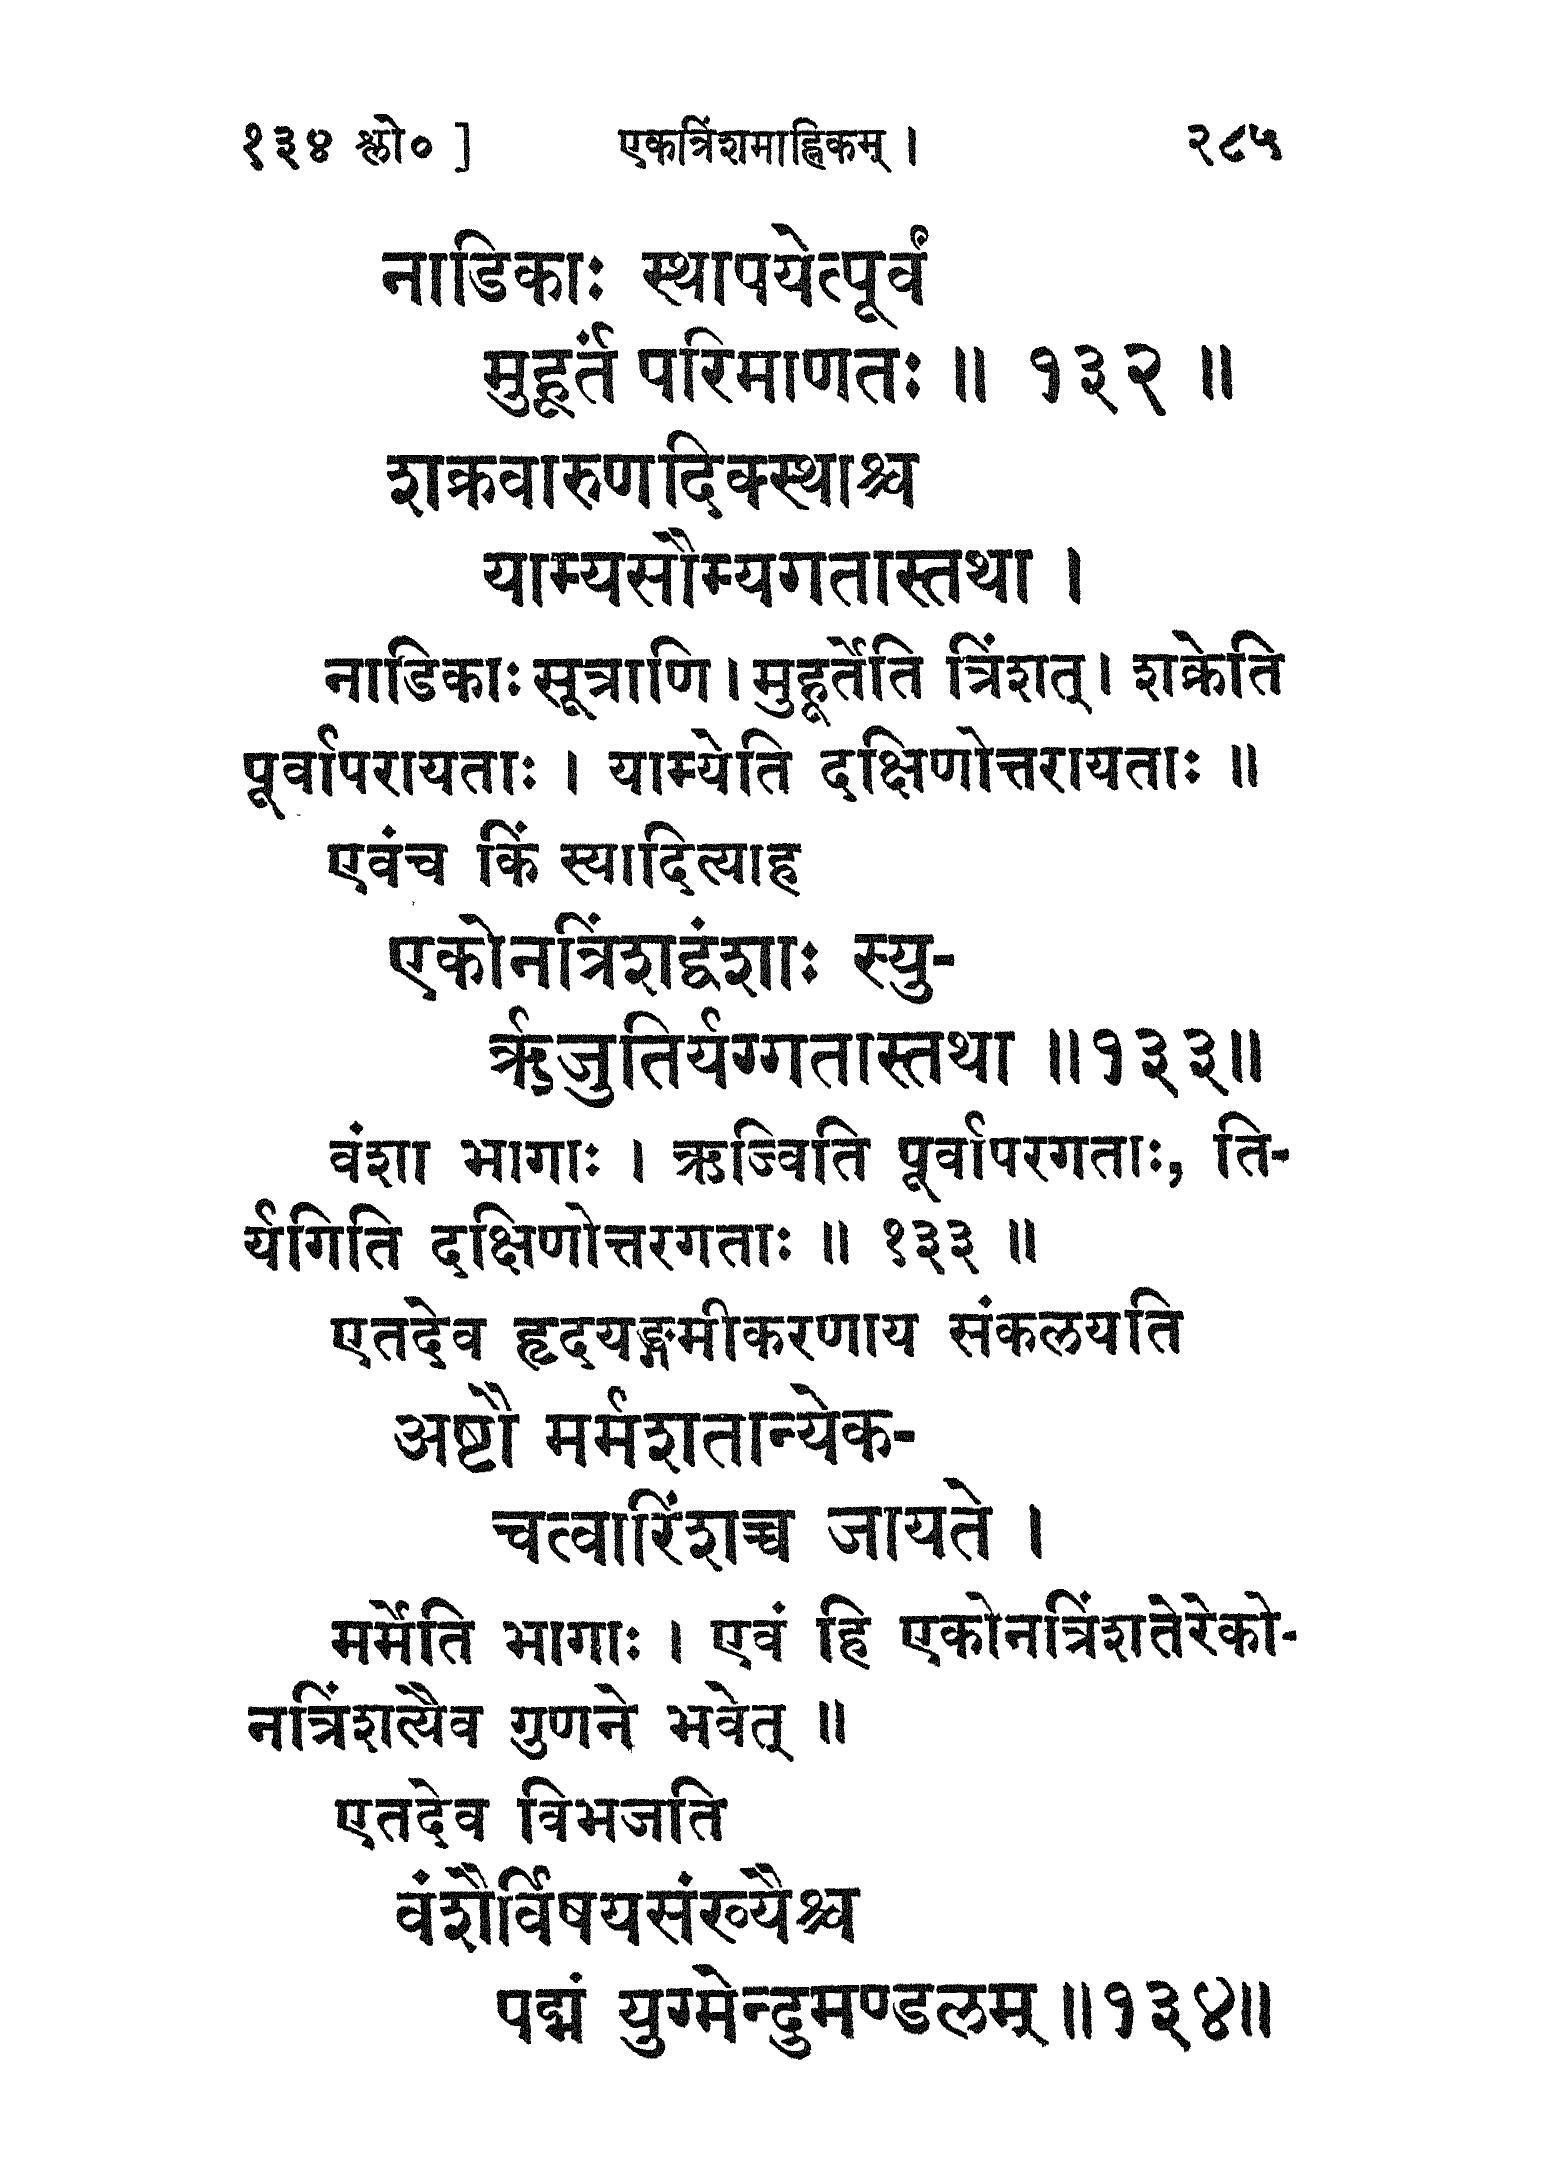 १३४ श्लो० ] एकत्रिंशमाह्निकम् । २८५
नाडिकाः स्थापयेत्पूर्वं
मुहूर्तं परिमाणतः ॥ १३२ ॥
शक्रवारुणदिक्स्थाश्च
याम्यसौम्यगतास्तथा ।
नाडिकाः सूत्राणि । मुहूर्तेति त्रिंशत् । शक्रेति
पूर्वापरायताः । याम्येति दक्षिणोत्तरायताः ॥
एवंच किं स्यादित्याह
एकोनत्रिंशद्वंशाः स्यु-
र्ऋजुतिर्यग्गतास्तथा ॥१३३॥
वंशा भागाः । ऋज्विति पूर्वापरगताः, ति-
र्यगिति दक्षिणोत्तरगताः ॥ १३३ ॥
एतदेव हृदयङ्गमीकरणाय संकलयति
अष्टौ मर्मशतान्येक-
चत्वारिंशच्च जायते ।
मर्मेति भागाः । एवं हि एकोनत्रिंशतेरेको-
नत्रिंशत्यैव गुणने भवेत् ॥
एतदेव विभजति
वंशैर्विषयसंख्यैश्च
पद्मं युग्मेन्दुमण्डलम् ॥१३४॥